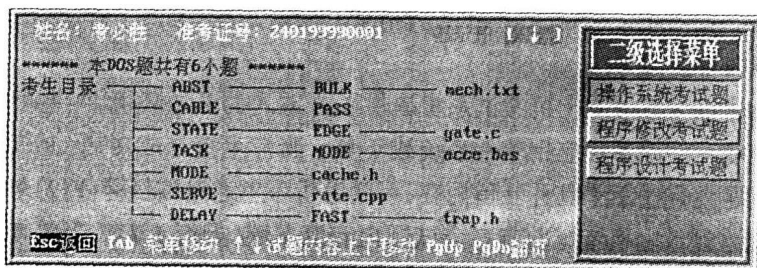 姓名: 考必胜 准考证号: 240199990001 [ ↓ ]
****** 本DOS题共有6小题 ******
考生目录 ABST BULK mech.txt
CABLE PASS
STATE EDGE gate.c
TASK MODE acce.bas
MODE cache.h
SERVE rate.cpp
DELAY FAST trap.h
Esc返回 Tab 菜单移动 ↑↓试题内容上下移动 PgUp PgDn翻页
二级选择菜单
操作系统考试题
程序修改考试题
程序设计考试题